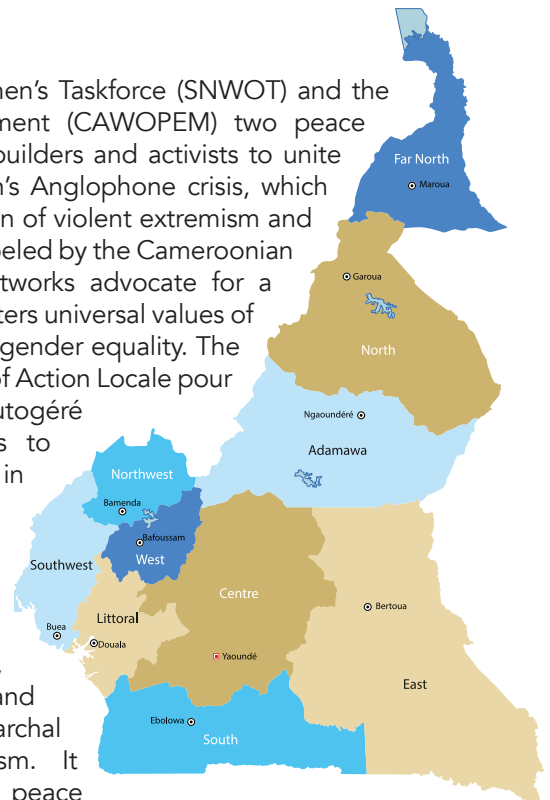 men's Taskforce (SNWOT) and the
ment (CAWOPEM) two peace
builders and activists to unite
n's Anglophone crisis, which
n of violent extremism and
beled by the Cameroonian
tworks advocate for a
ters universal values of
gender equality. The
of Action Locale pour
utogéré
s to
in
and
archal
sm. It
peace
Far North
Maroua
Garoua
North
Ngaoundéré
Adamawa
Northwest
Bamenda
Bafoussam
West
Southwest
Centre
Littoral
Bertoua
Buea
Douala
Yaoundé
East
Ebolowa
South